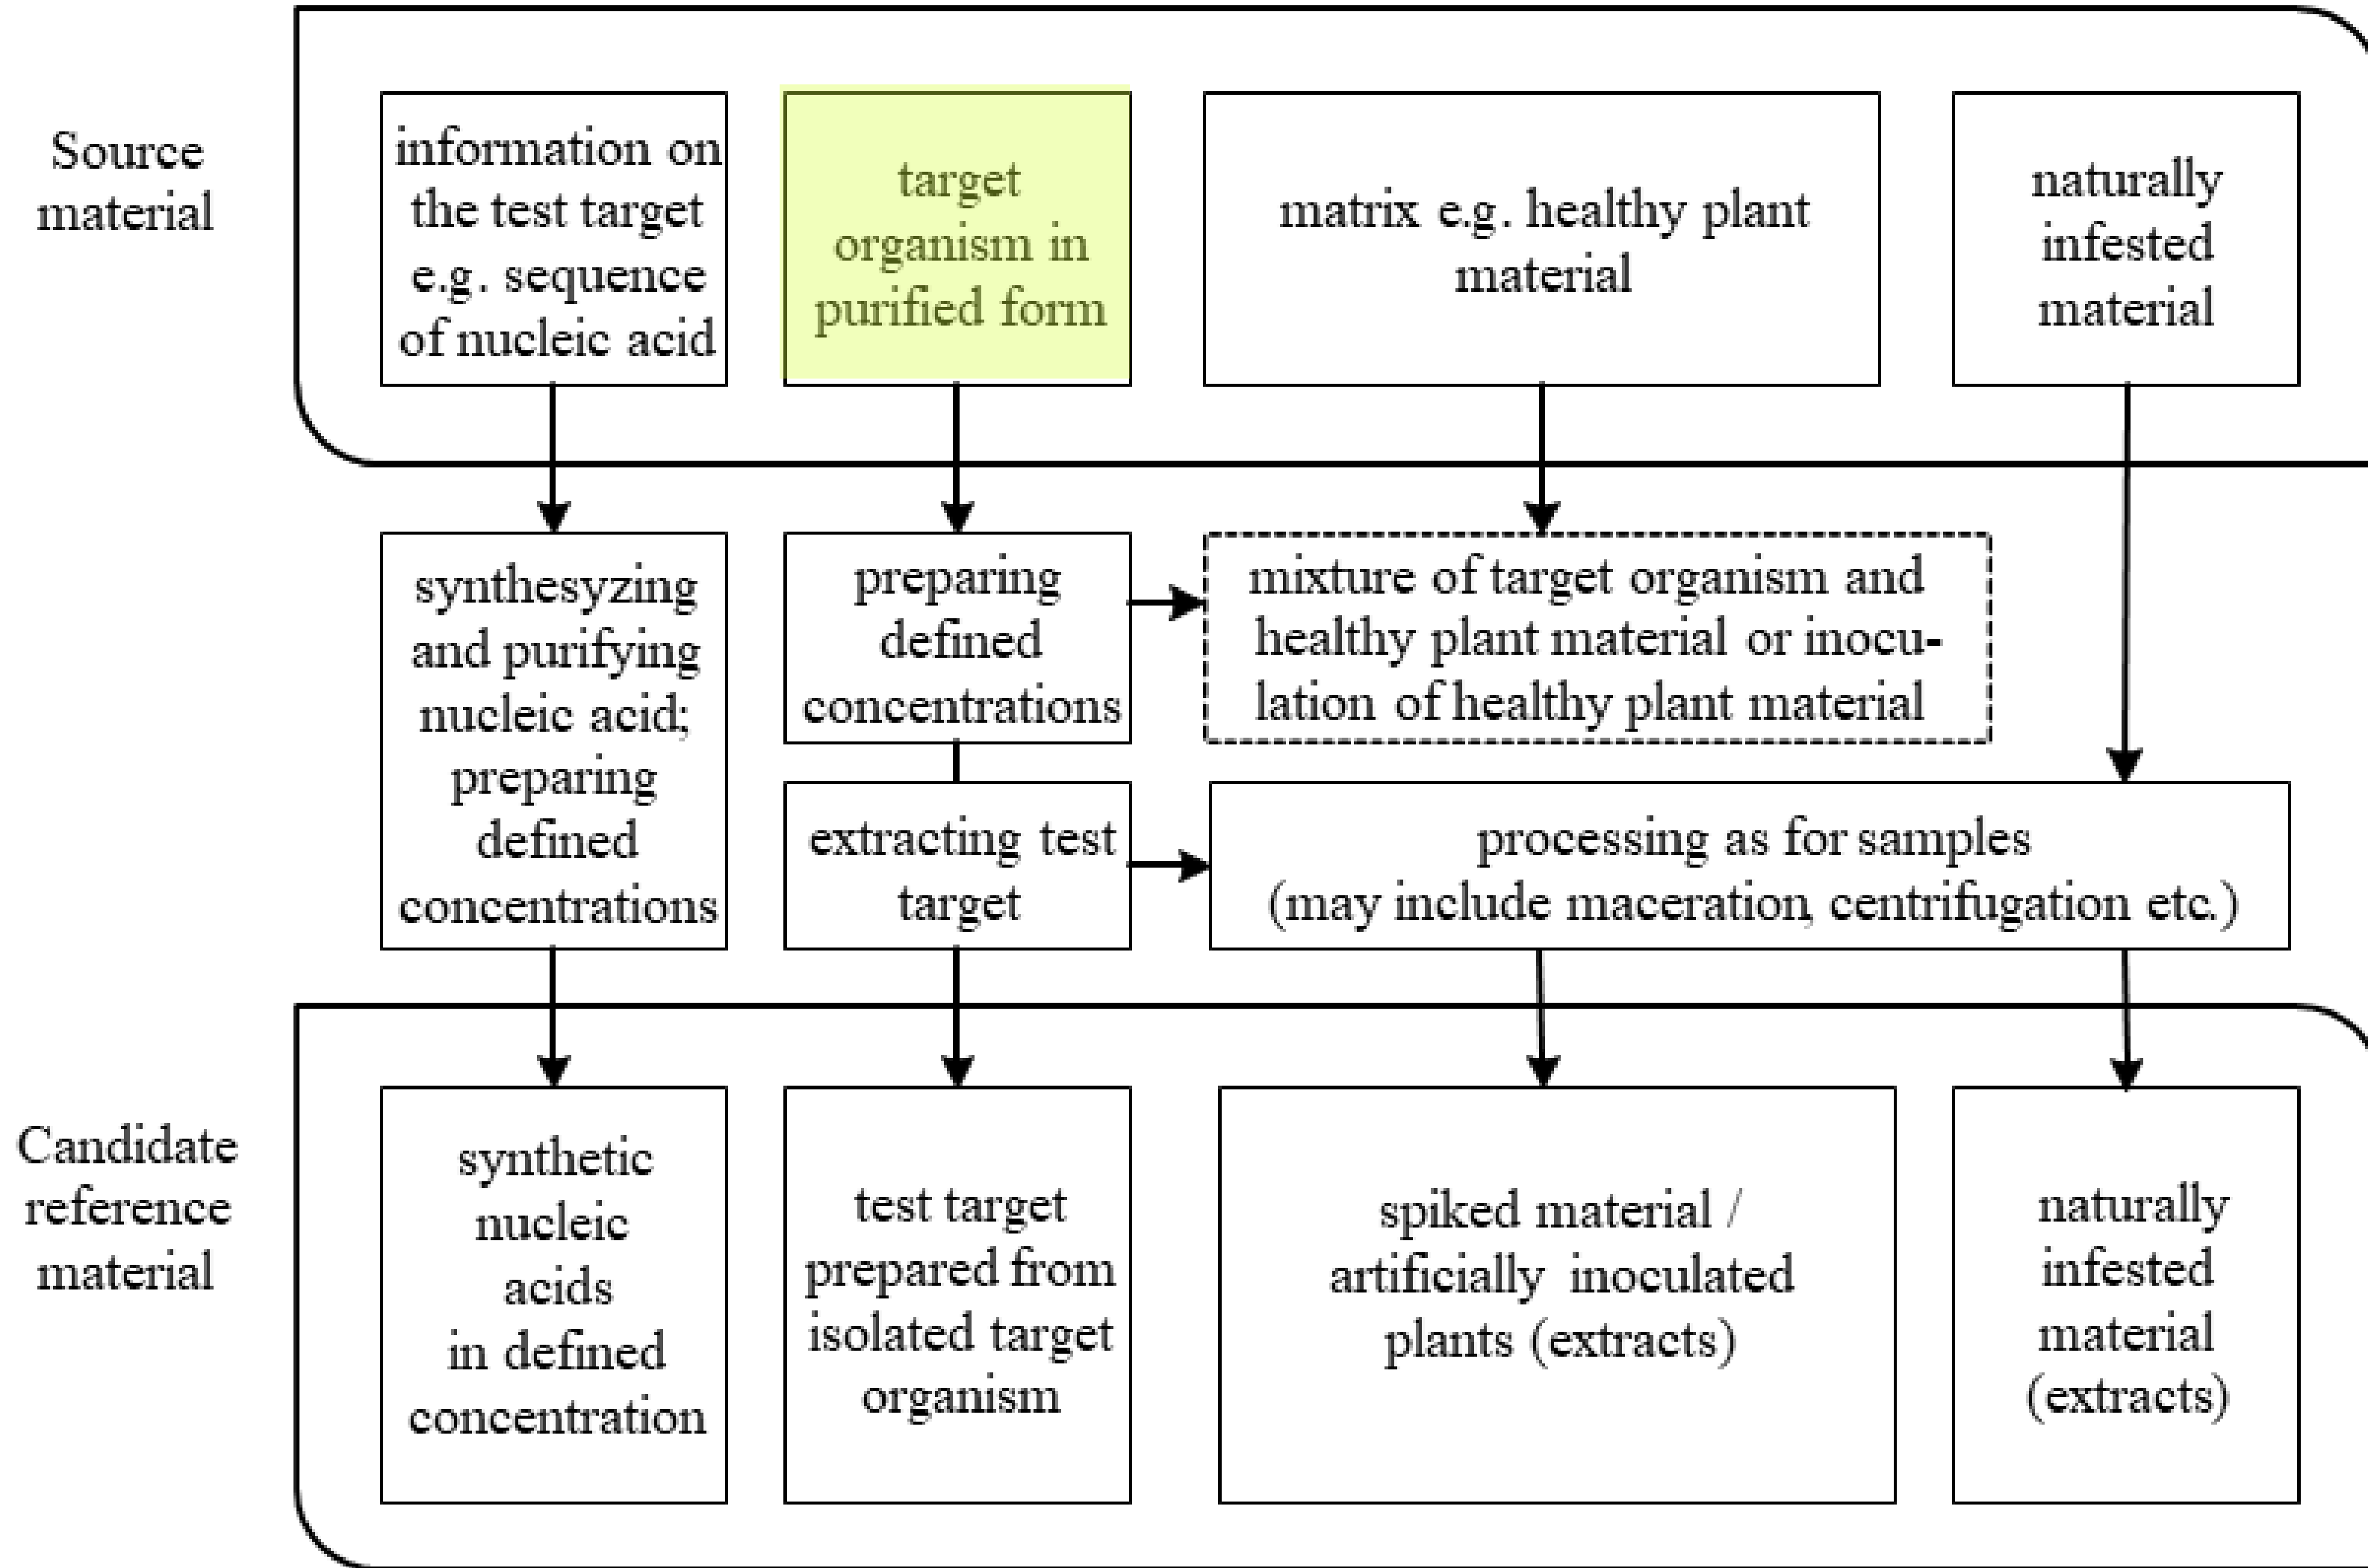 Source
material
information on
the test target
e.g. sequence
of nucleic acid
target
organism in
purified form
matrix e.g. healthy plant
material
naturally
infested
material
synthesyzing
and purifying
nucleic acid;
preparing
defined
concentrations
preparing
defined
concentrations
mixture of target organism and
healthy plant material or inocu-
lation of healthy plant material
extracting test
target
processing as for samples
(may include maceration, centrifugation etc.)
Candidate
reference
material
synthetic
nucleic
acids
in defined
concentration
test target
prepared from
isolated target
organism
spiked material /
artificially inoculated
plants (extracts)
naturally
infested
material
(extracts)